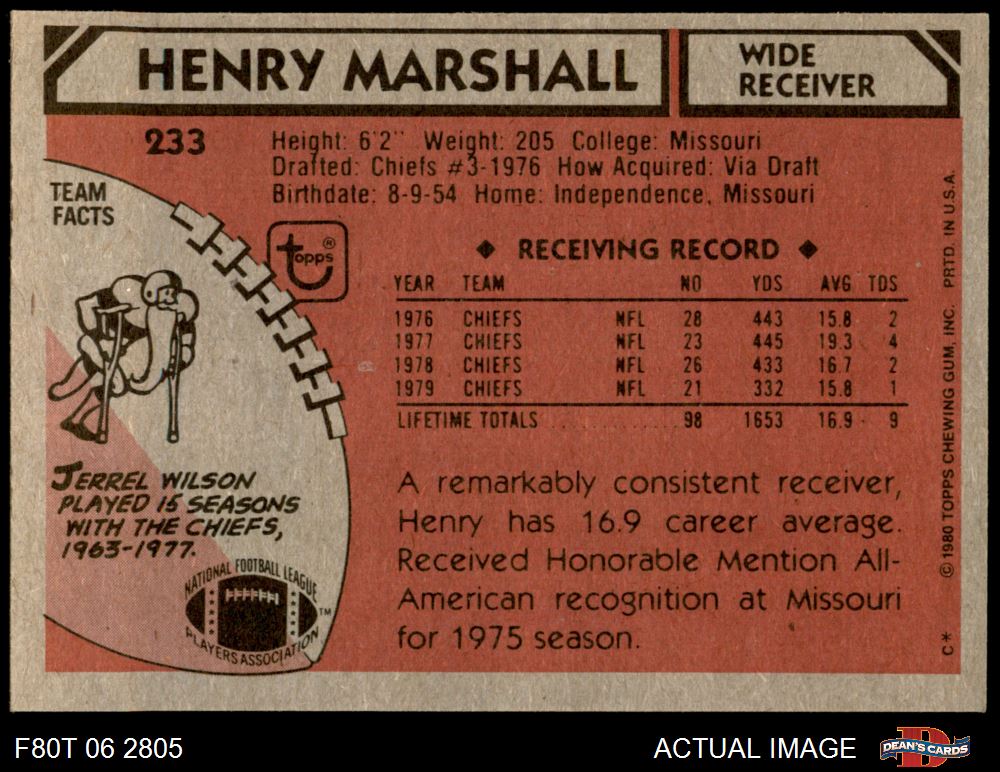 HENRY MARSHALL
WIDE
RECEIVER
233
Height: 6'2" Weight: 205 College: Missouri
Drafted: Chiefs #3-1976 How Acquired: Via Draft
Birthdate: 8-9-54 Home: Independence, Missouri
TEAM
FACTS
topps ®
◆ RECEIVING RECORD ◆
YEAR TEAM NO YDS AVG TDS
1976 CHIEFS NFL 28 443 15.8 2
1977 CHIEFS NFL 23 445 19.3 4
1978 CHIEFS NFL 26 433 16.7 2
1979 CHIEFS NFL 21 332 15.8 1
LIFETIME TOTALS 98 1653 16.9 9
JERREL WILSON
PLAYED 15 SEASONS
WITH THE CHIEFS,
1963-1977.
A remarkably consistent receiver,
Henry has 16.9 career average.
Received Honorable Mention All-
American recognition at Missouri
for 1975 season.
NATIONAL FOOTBALL LEAGUE
PLAYERS ASSOCIATION
TM
C* © 1980 TOPPS CHEWING GUM, INC. PRTD. IN U.S.A.
F80T 06 2805
ACTUAL IMAGE
D
DEAN'S CARDS